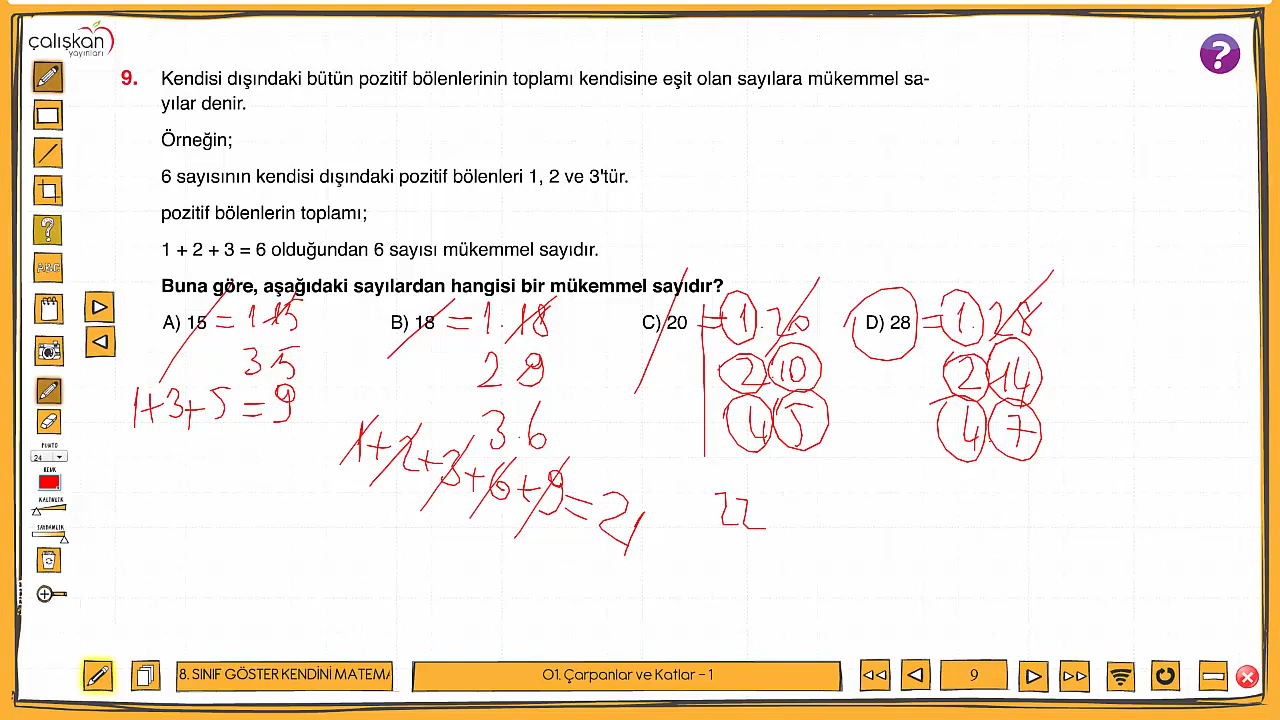 çalışkan
yayınları
?
9. Kendisi dışındaki bütün pozitif bölenlerinin toplamı kendisine eşit olan sayılara mükemmel sa-
yılar denir.
Örneğin;
6 sayısının kendisi dışındaki pozitif bölenleri 1, 2 ve 3'tür.
pozitif bölenlerin toplamı;
1 + 2 + 3 = 6 olduğundan 6 sayısı mükemmel sayıdır.
Buna göre, aşağıdaki sayılardan hangisi bir mükemmel sayıdır?
A) 15 = 1.15 B) 18 = 1.18 C) 20 = 1.20 D) 28 = 1.28
3 5 2 9 2 10 2 14
1+3+5=9 3.6 4 5 4 7
1+2+3+6+9=21 22
?
ABC
PUNTO
24
RENK
KALINLIK
8. SINIF GÖSTER KENDİNİ MATEMA
01. Çarpanlar ve Katlar - 1
9